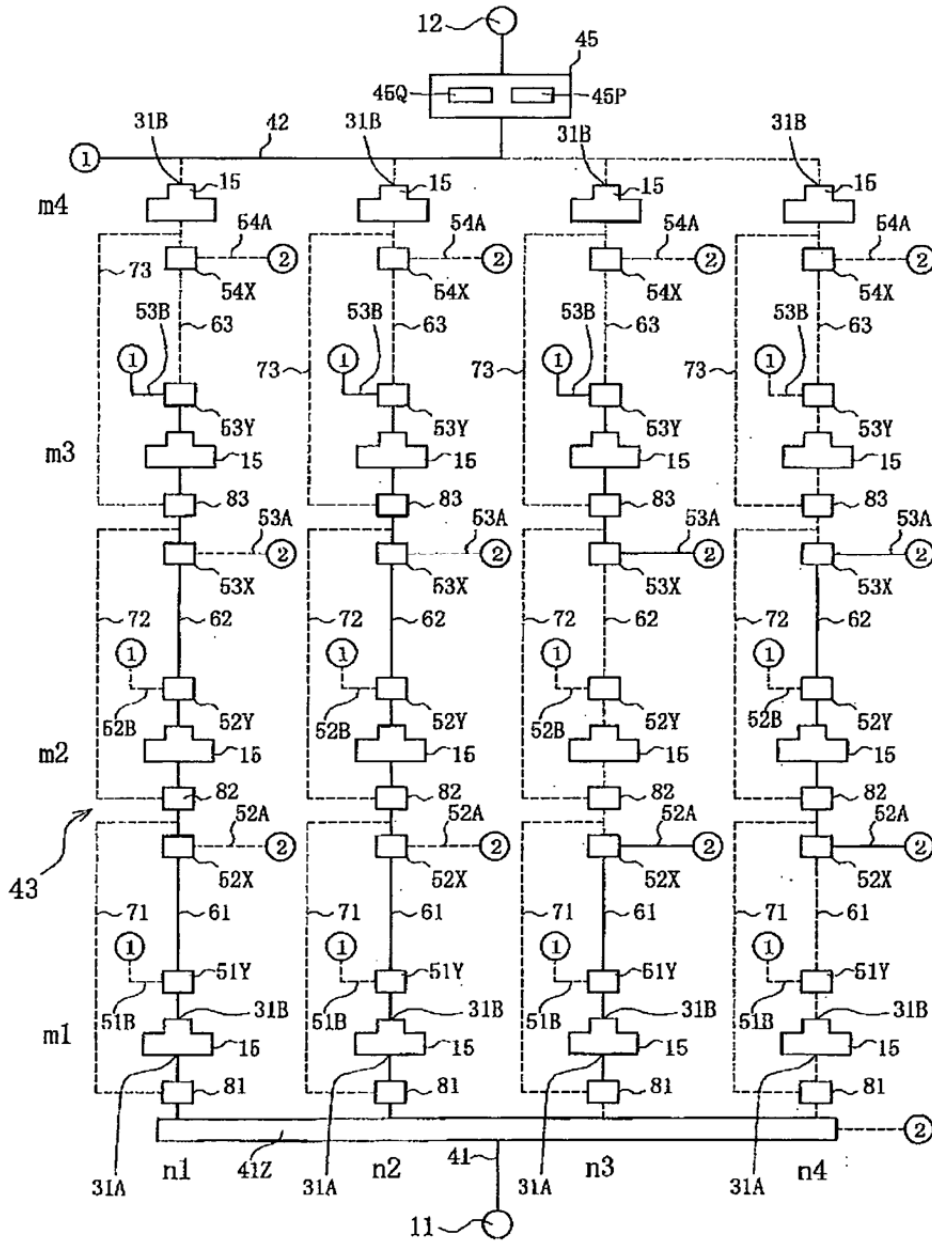 12
45
45Q 45P
31B 42 31B 31B 31B
1
m4 15 15 15 15
54A 54A 54A 54A
73 2 2 2 2
54X 54X 54X 54X
53B 63 53B 63 53B 63 53B 63
1 73 1 73 1 73 1
53Y 53Y 53Y 53Y
m3 15 15 15 15
83 83 83 83
53A 53A 53A 53A
2 2 2 2
53X 53X 53X 53X
72 62 72 62 72 62 72 62
1 1 1 1
52B 52Y 52B 52Y 52B 52Y 52B 52Y
m2 15 15 15 15
82 82 82 82
43 52A 52A 52A 52A
2 2 2 2
52X 52X 52X 52X
71 61 71 61 71 61 71 61
1 1 1 1
51Y 51Y 51Y 51Y
51B 31B 51B 31B 51B 31B 51B 31B
m1 15 15 15 15
81 81 81 81
2
n1 41Z n2 41 n3 n4
31A 31A 31A 31A
11